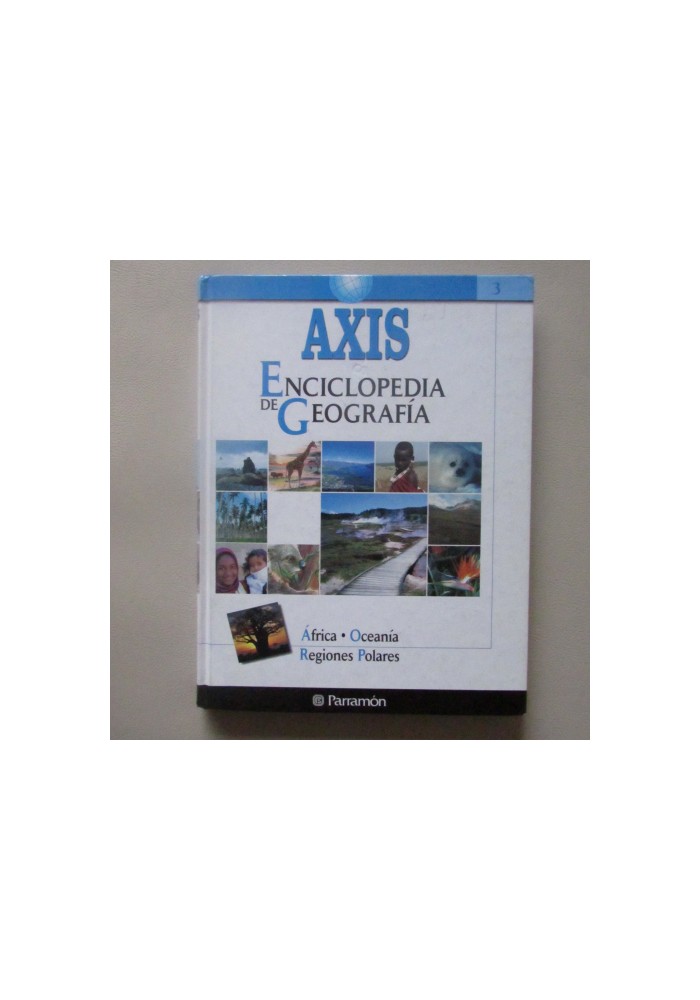 3
AXIS
ENCICLOPEDIA
DE GEOGRAFÍA
África • Oceanía
Regiones Polares
Parramón